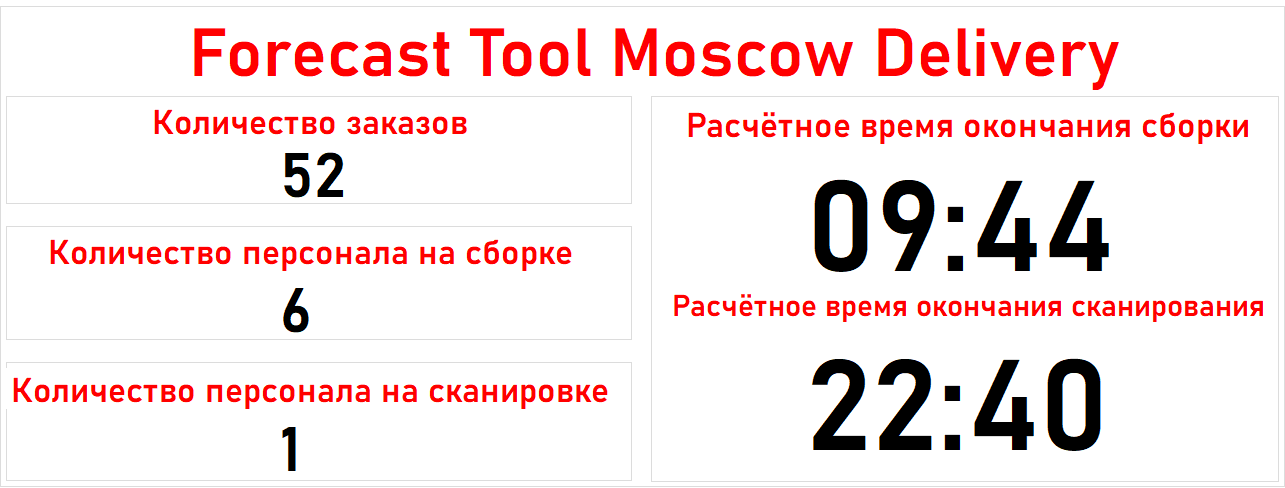 Forecast Tool Moscow Delivery
Количество заказов
52
Количество персонала на сборке
6
Количество персонала на сканировке
1
Расчётное время окончания сборки
09:44
Расчётное время окончания сканирования
22:40